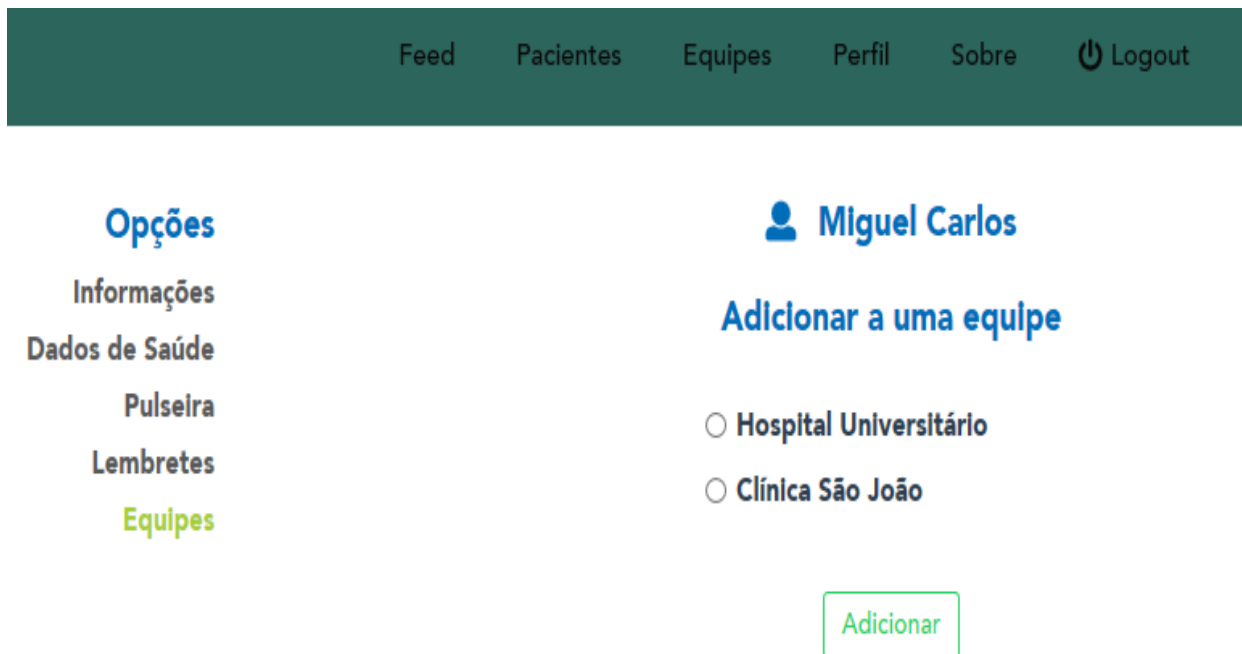 Feed Pacientes Equipes Perfil Sobre Logout
Opções
Informações
Dados de Saúde
Pulseira
Lembretes
Equipes
Miguel Carlos
Adicionar a uma equipe
Hospital Universitário
Clínica São João
Adicionar